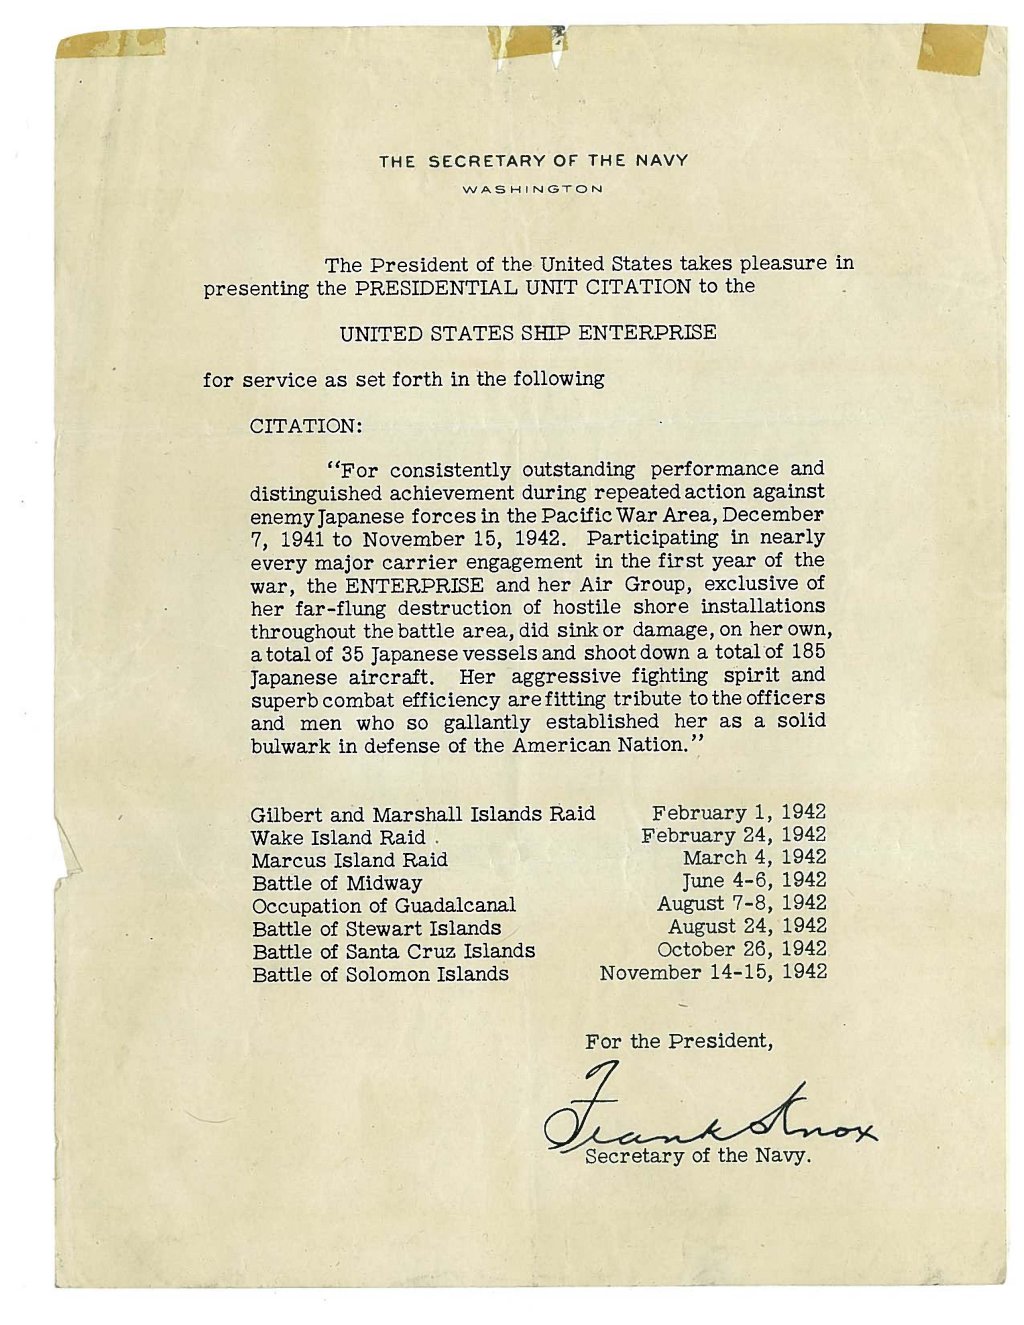 THE SECRETARY OF THE NAVY
WASHINGTON
The President of the United States takes pleasure in
presenting the PRESIDENTIAL UNIT CITATION to the
UNITED STATES SHIP ENTERPRISE
for service as set forth in the following
CITATION:
“For consistently outstanding performance and
distinguished achievement during repeated action against
enemy Japanese forces in the Pacific War Area, December
7, 1941 to November 15, 1942. Participating in nearly
every major carrier engagement in the first year of the
war, the ENTERPRISE and her Air Group, exclusive of
her far-flung destruction of hostile shore installations
throughout the battle area, did sink or damage, on her own,
a total of 35 Japanese vessels and shoot down a total of 185
Japanese aircraft. Her aggressive fighting spirit and
superb combat efficiency are fitting tribute to the officers
and men who so gallantly established her as a solid
bulwark in defense of the American Nation.”
Gilbert and Marshall Islands Raid February 1, 1942
Wake Island Raid February 24, 1942
Marcus Island Raid March 4, 1942
Battle of Midway June 4-6, 1942
Occupation of Guadalcanal August 7-8, 1942
Battle of Stewart Islands August 24, 1942
Battle of Santa Cruz Islands October 26, 1942
Battle of Solomon Islands November 14-15, 1942
For the President,
Frank Knox
Secretary of the Navy.